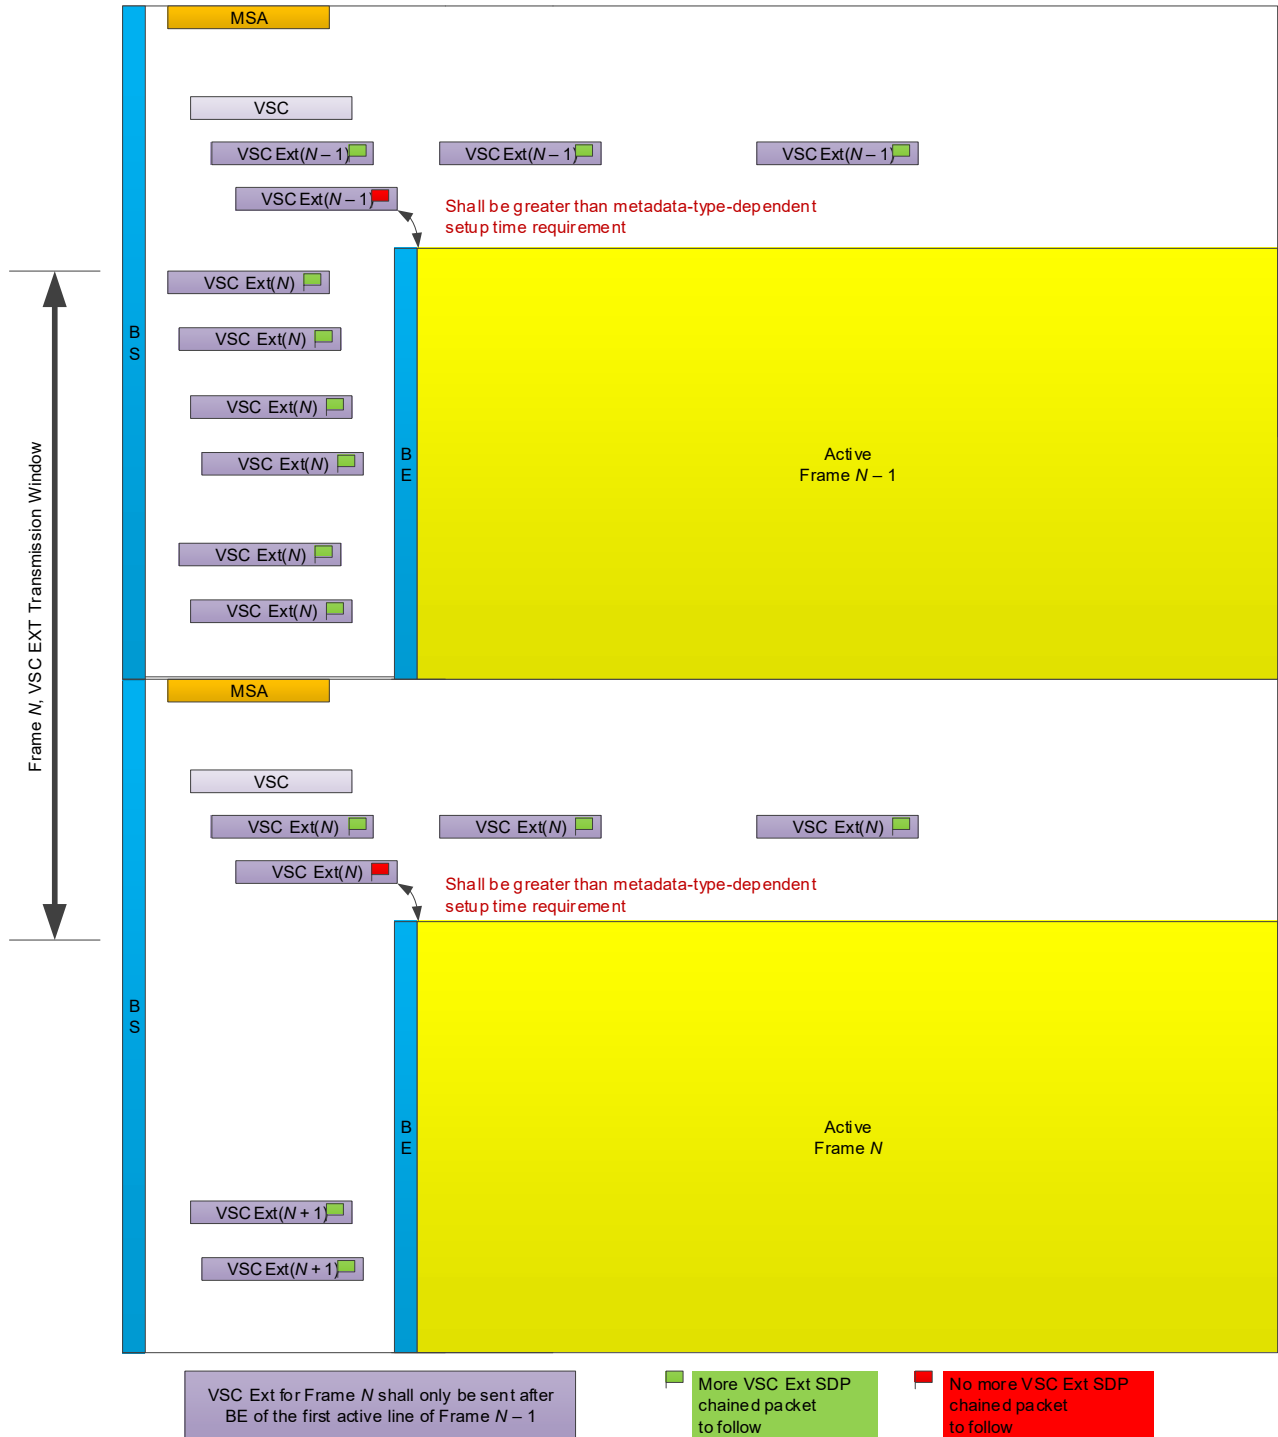 MSA
VSC
VSC Ext(N – 1)
VSC Ext(N – 1)
VSC Ext(N – 1)
VSC Ext(N – 1)
Shall be greater than metadata-type-dependent
setup time requirement
VSC Ext(N)
B
S
VSC Ext(N)
VSC Ext(N)
VSC Ext(N)
B
E
Active
Frame N – 1
VSC Ext(N)
VSC Ext(N)
Frame N, VSC EXT Transmission Window
MSA
VSC
VSC Ext(N)
VSC Ext(N)
VSC Ext(N)
VSC Ext(N)
Shall be greater than metadata-type-dependent
setup time requirement
B
S
B
E
Active
Frame N
VSC Ext(N + 1)
VSC Ext(N + 1)
VSC Ext for Frame N shall only be sent after
BE of the first active line of Frame N – 1
More VSC Ext SDP
chained packet
to follow
No more VSC Ext SDP
chained packet
to follow